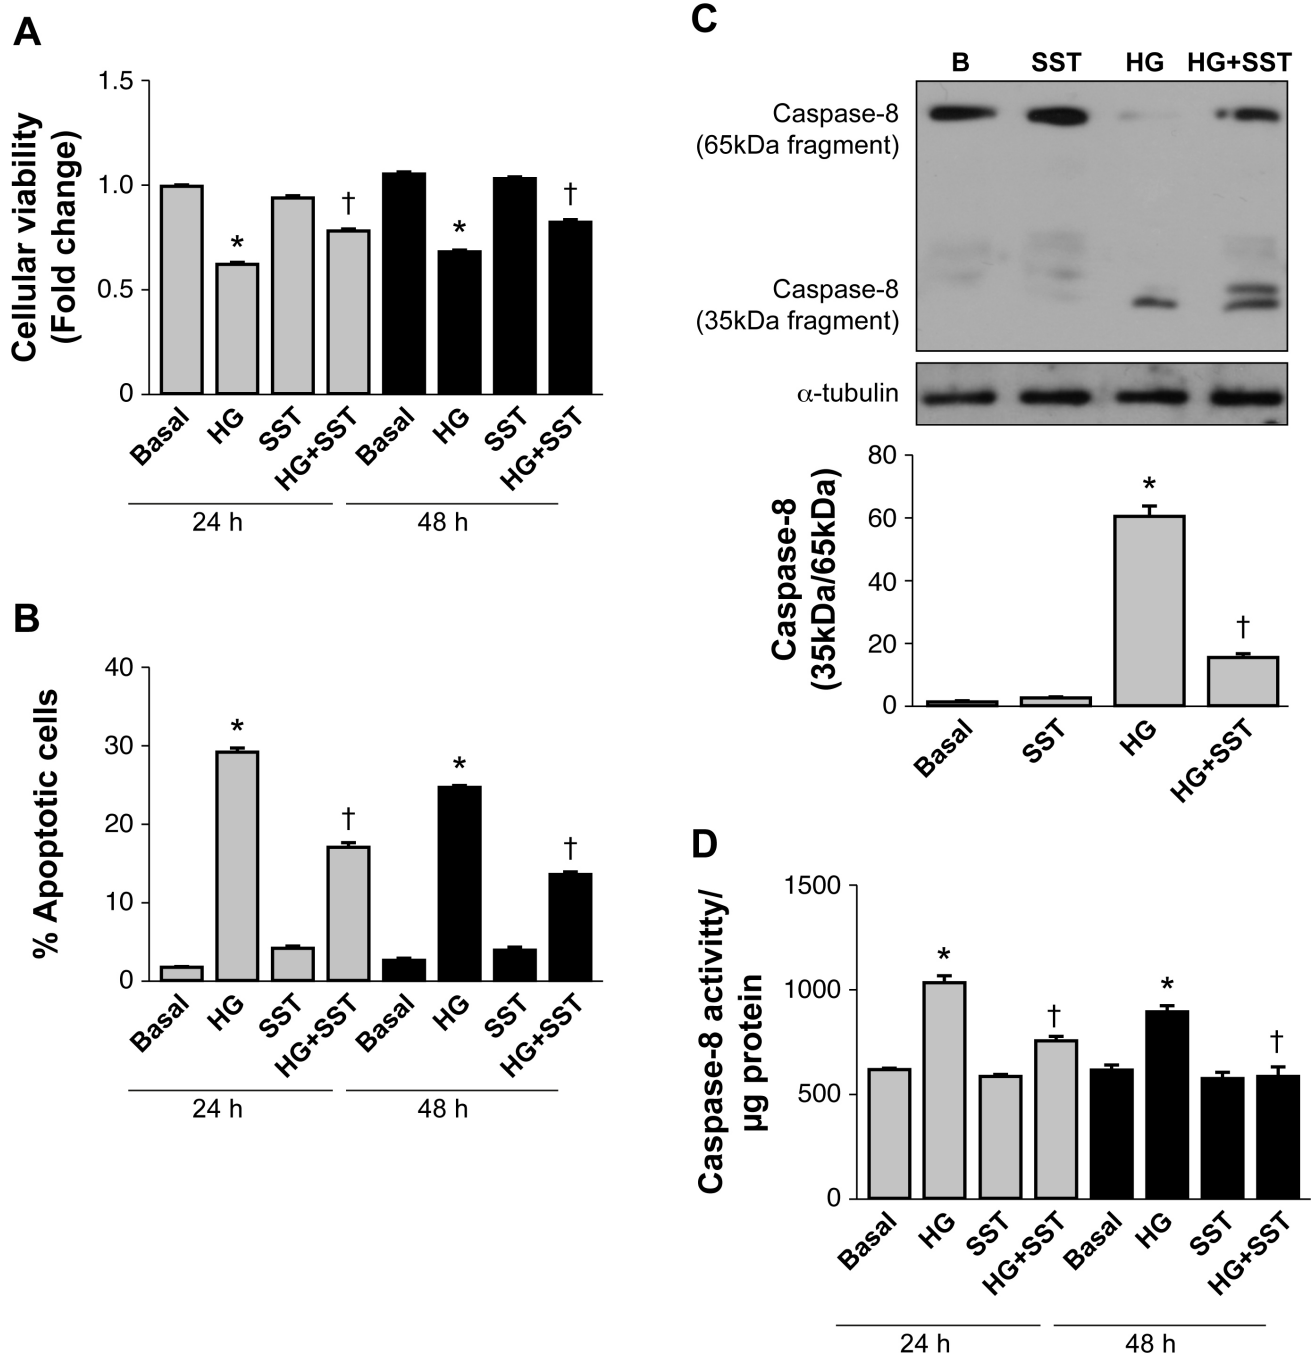 A
Cellular viability
(Fold change)
1.5
1.0
0.5
0
*
†
*
†
Basal
HG
SST
HG+SST
Basal
HG
SST
HG+SST
24 h
48 h
B
% Apoptotic cells
40
30
20
10
0
*
†
*
†
Basal
HG
SST
HG+SST
Basal
HG
SST
HG+SST
24 h
48 h
C
B SST HG HG+SST
Caspase-8
(65kDa fragment)
Caspase-8
(35kDa fragment)
α-tubulin
Caspase-8
(35kDa/65kDa)
80
60
40
20
0
*
†
Basal
SST
HG
HG+SST
D
Caspase-8 activity/
µg protein
1500
1000
500
0
*
†
*
†
Basal
HG
SST
HG+SST
Basal
HG
SST
HG+SST
24 h
48 h